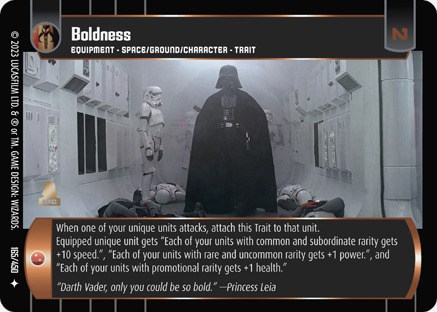 Boldness
EQUIPMENT - SPACE/GROUND/CHARACTER - TRAIT
N
© 2023 LUCASFILM LTD. & ® or TM. GAME DESIGN: WIZARDS.
165/450
When one of your unique units attacks, attach this Trait to that unit.
Equipped unique unit gets “Each of your units with common and subordinate rarity gets
+10 speed.”, “Each of your units with rare and uncommon rarity gets +1 power.”, and
“Each of your units with promotional rarity gets +1 health.”
“Darth Vader, only you could be so bold.” —Princess Leia